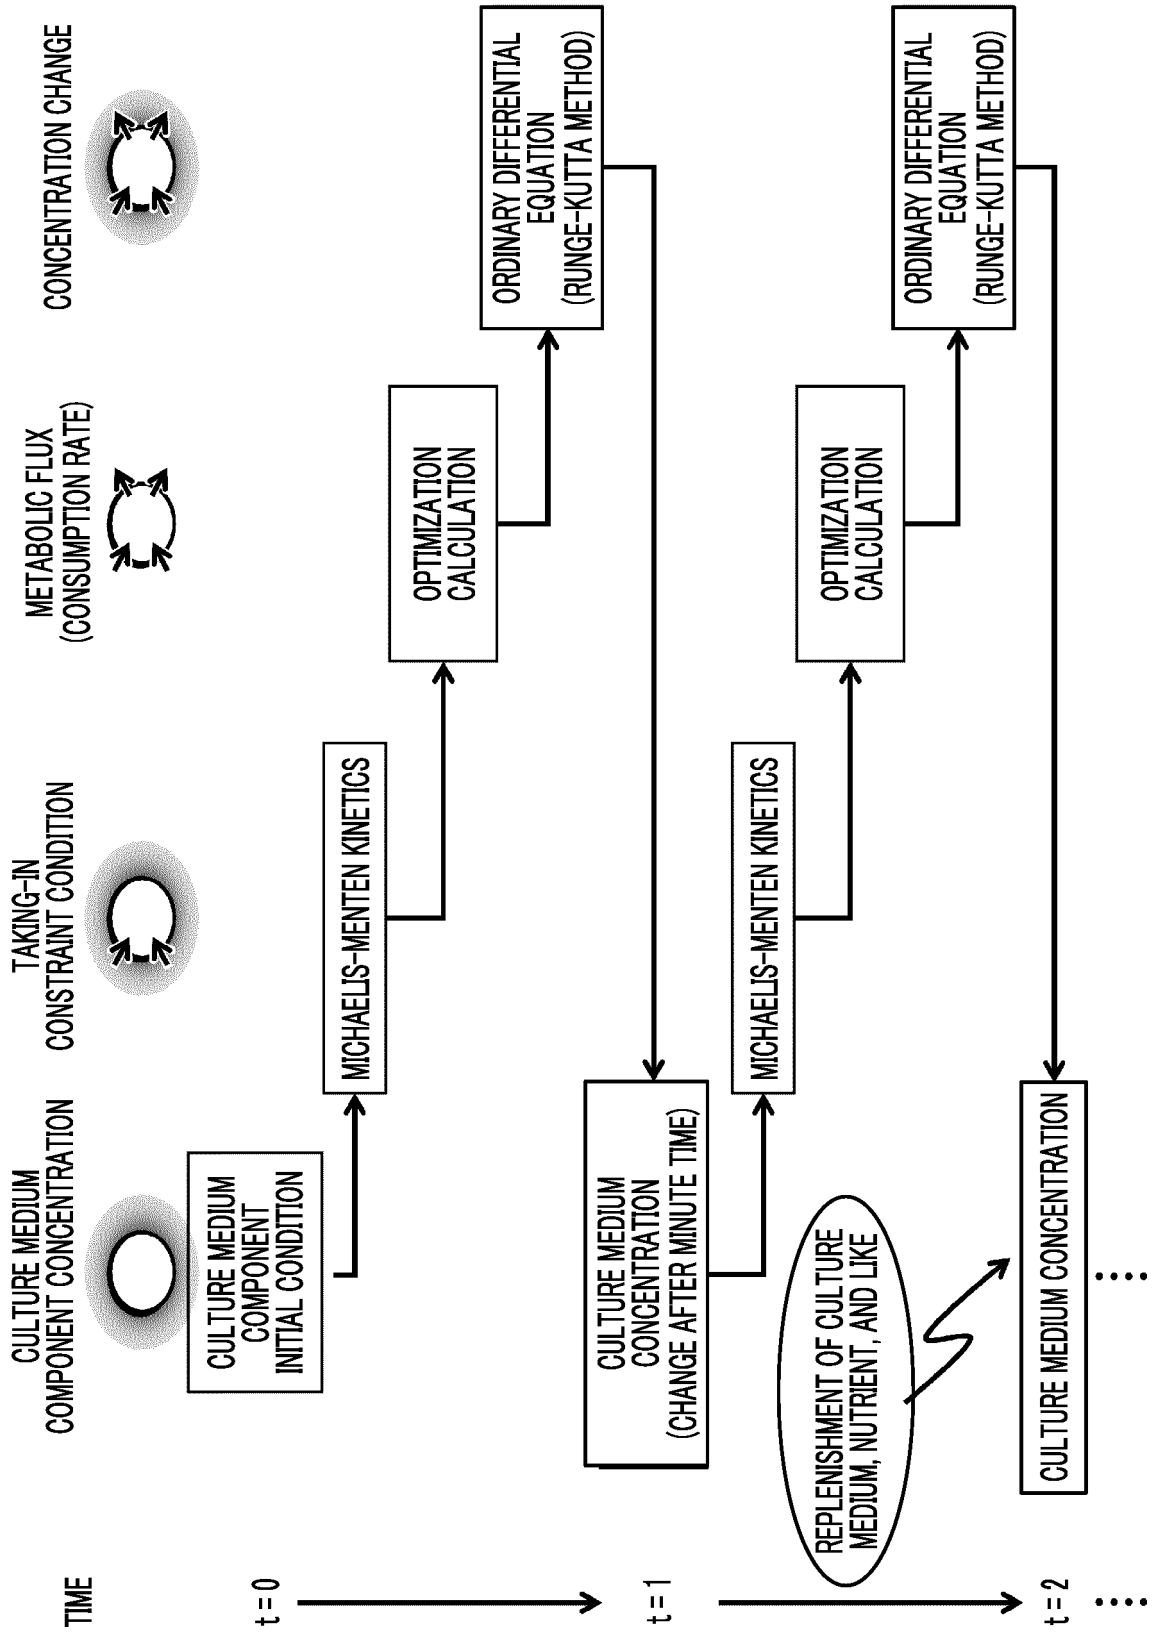 TIME
CULTURE MEDIUM
COMPONENT CONCENTRATION
TAKING-IN
CONSTRAINT CONDITION
METABOLIC FLUX
(CONSUMPTION RATE)
CONCENTRATION CHANGE
t = 0
CULTURE MEDIUM
COMPONENT
INITIAL CONDITION
MICHAELIS-MENTEN KINETICS
OPTIMIZATION
CALCULATION
ORDINARY DIFFERENTIAL
EQUATION
(RUNGE-KUTTA METHOD)
t = 1
CULTURE MEDIUM
CONCENTRATION
(CHANGE AFTER MINUTE TIME)
MICHAELIS-MENTEN KINETICS
OPTIMIZATION
CALCULATION
ORDINARY DIFFERENTIAL
EQUATION
(RUNGE-KUTTA METHOD)
REPLENISHMENT OF CULTURE
MEDIUM, NUTRIENT, AND LIKE
t = 2
CULTURE MEDIUM CONCENTRATION
....
....